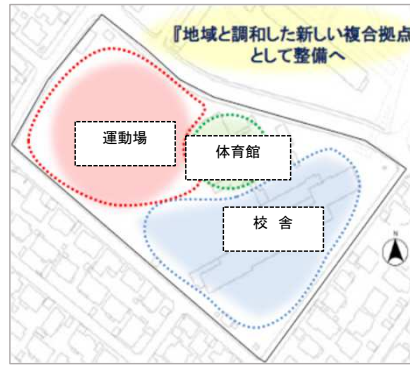 『地域と調和した新しい複合拠点
として整備へ
運動場
体育館
校 舎
N